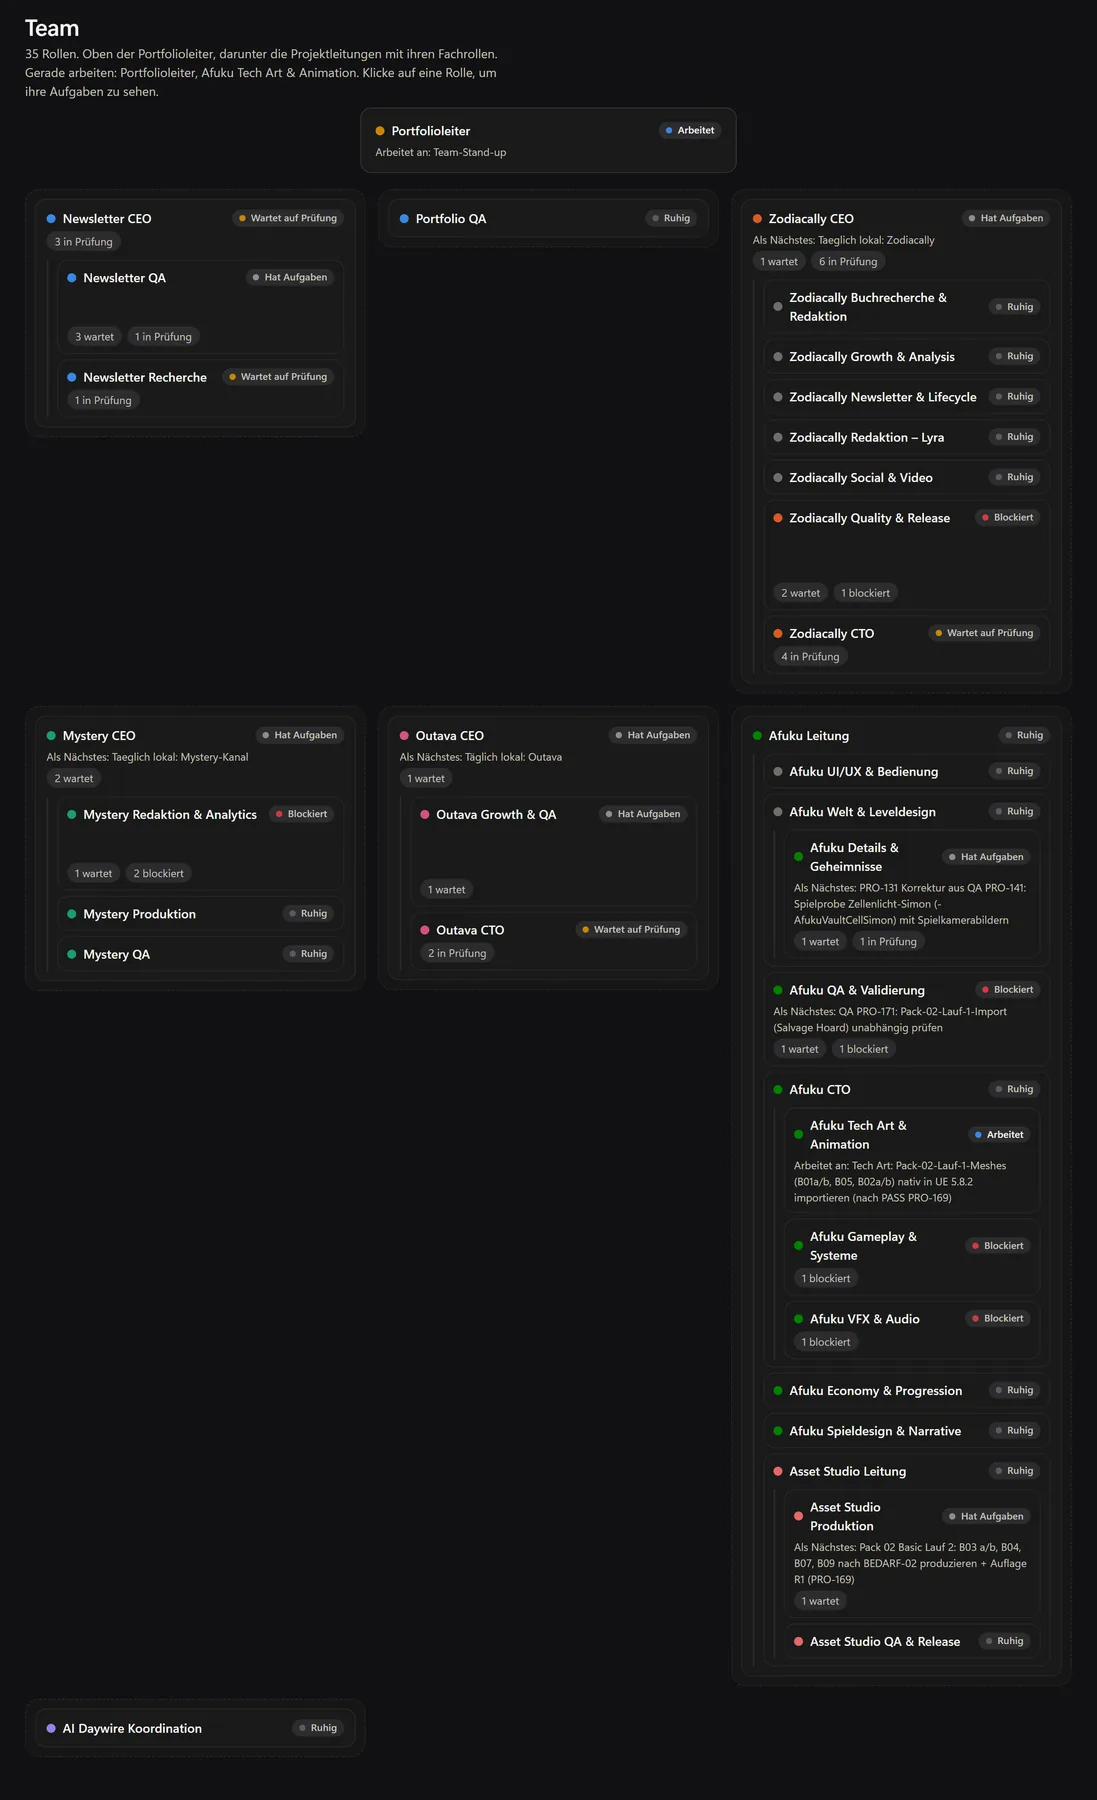 Team
35 Rollen. Oben der Portfolioleiter, darunter die Projektleitungen mit ihren Fachrollen.
Gerade arbeiten: Portfolioleiter, Afuku Tech Art & Animation. Klicke auf eine Rolle, um
ihre Aufgaben zu sehen.
Portfolioleiter
Arbeitet
Arbeitet an: Team-Stand-up
Newsletter CEO
Wartet auf Prüfung
3 in Prüfung
Newsletter QA
Hat Aufgaben
3 wartet
1 in Prüfung
Newsletter Recherche
Wartet auf Prüfung
1 in Prüfung
Portfolio QA
Ruhig
Zodiacally CEO
Hat Aufgaben
Als Nächstes: Taeglich lokal: Zodiacally
1 wartet
6 in Prüfung
Zodiacally Buchrecherche &
Redaktion
Ruhig
Zodiacally Growth & Analysis
Ruhig
Zodiacally Newsletter & Lifecycle
Ruhig
Zodiacally Redaktion – Lyra
Ruhig
Zodiacally Social & Video
Ruhig
Zodiacally Quality & Release
Blockiert
2 wartet
1 blockiert
Zodiacally CTO
Wartet auf Prüfung
4 in Prüfung
Mystery CEO
Hat Aufgaben
Als Nächstes: Taeglich lokal: Mystery-Kanal
2 wartet
Mystery Redaktion & Analytics
Blockiert
1 wartet
2 blockiert
Mystery Produktion
Ruhig
Mystery QA
Ruhig
Outava CEO
Hat Aufgaben
Als Nächstes: Täglich lokal: Outava
1 wartet
Outava Growth & QA
Hat Aufgaben
1 wartet
Outava CTO
Wartet auf Prüfung
2 in Prüfung
Afuku Leitung
Ruhig
Afuku UI/UX & Bedienung
Ruhig
Afuku Welt & Leveldesign
Ruhig
Afuku Details &
Geheimnisse
Hat Aufgaben
Als Nächstes: PRO-131 Korrektur aus QA PRO-141:
Spielprobe Zellenlicht-Simon (-
AfukuVaultCellSimon) mit Spielkamerabildern
1 wartet
1 in Prüfung
Afuku QA & Validierung
Blockiert
Als Nächstes: QA PRO-171: Pack-02-Lauf-1-Import
(Salvage Hoard) unabhängig prüfen
1 wartet
1 blockiert
Afuku CTO
Ruhig
Afuku Tech Art &
Animation
Arbeitet
Arbeitet an: Tech Art: Pack-02-Lauf-1-Meshes
(B01a/b, B05, B02a/b) nativ in UE 5.8.2
importieren (nach PASS PRO-169)
Afuku Gameplay &
Systeme
Blockiert
1 blockiert
Afuku VFX & Audio
Blockiert
1 blockiert
Afuku Economy & Progression
Ruhig
Afuku Spieldesign & Narrative
Ruhig
Asset Studio Leitung
Ruhig
Asset Studio
Produktion
Hat Aufgaben
Als Nächstes: Pack 02 Basic Lauf 2: B03 a/b, B04,
B07, B09 nach BEDARF-02 produzieren + Auflage
R1 (PRO-169)
1 wartet
Asset Studio QA & Release
Ruhig
AI Daywire Koordination
Ruhig